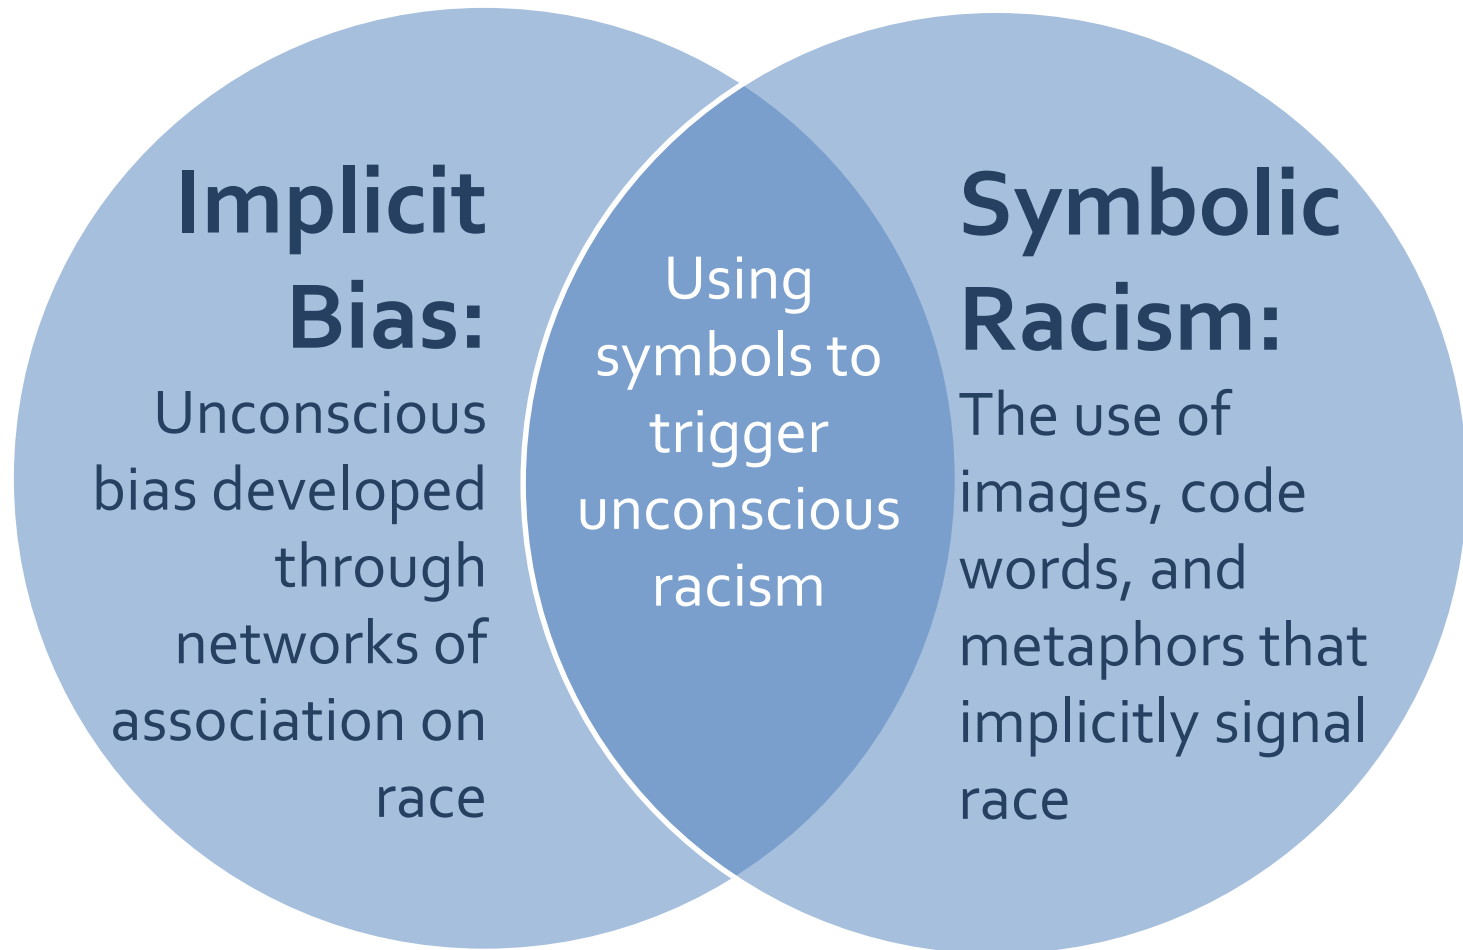 Implicit
Bias:
Unconscious
bias developed
through
networks of
association on
race
Using
symbols to
trigger
unconscious
racism
Symbolic
Racism:
The use of
images, code
words, and
metaphors that
implicitly signal
race